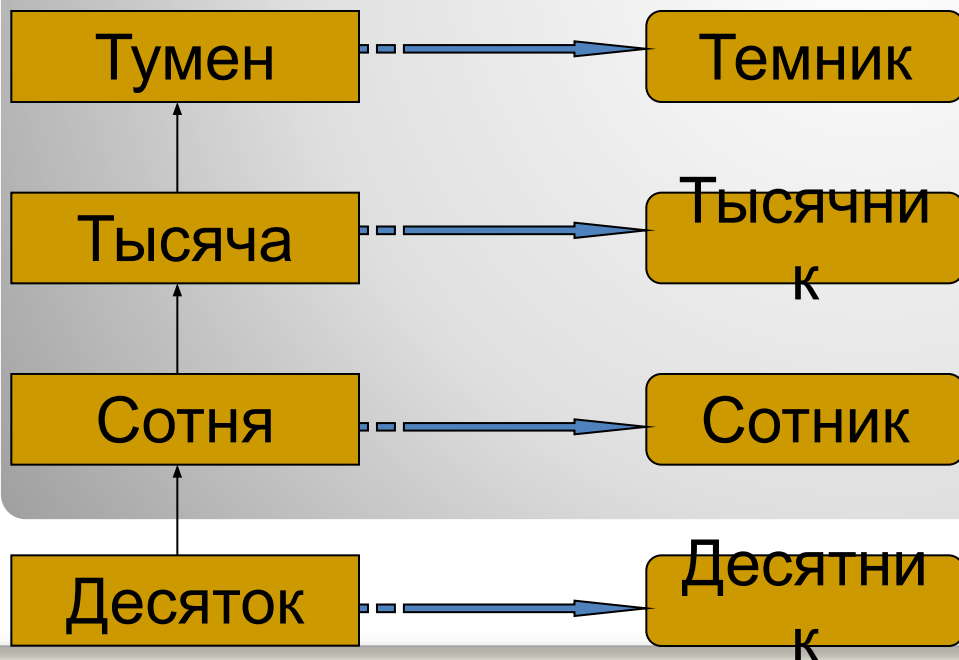 Тумен
Темник
Тысяча
Тысячни
к
Сотня
Сотник
Десяток
Десятни
к